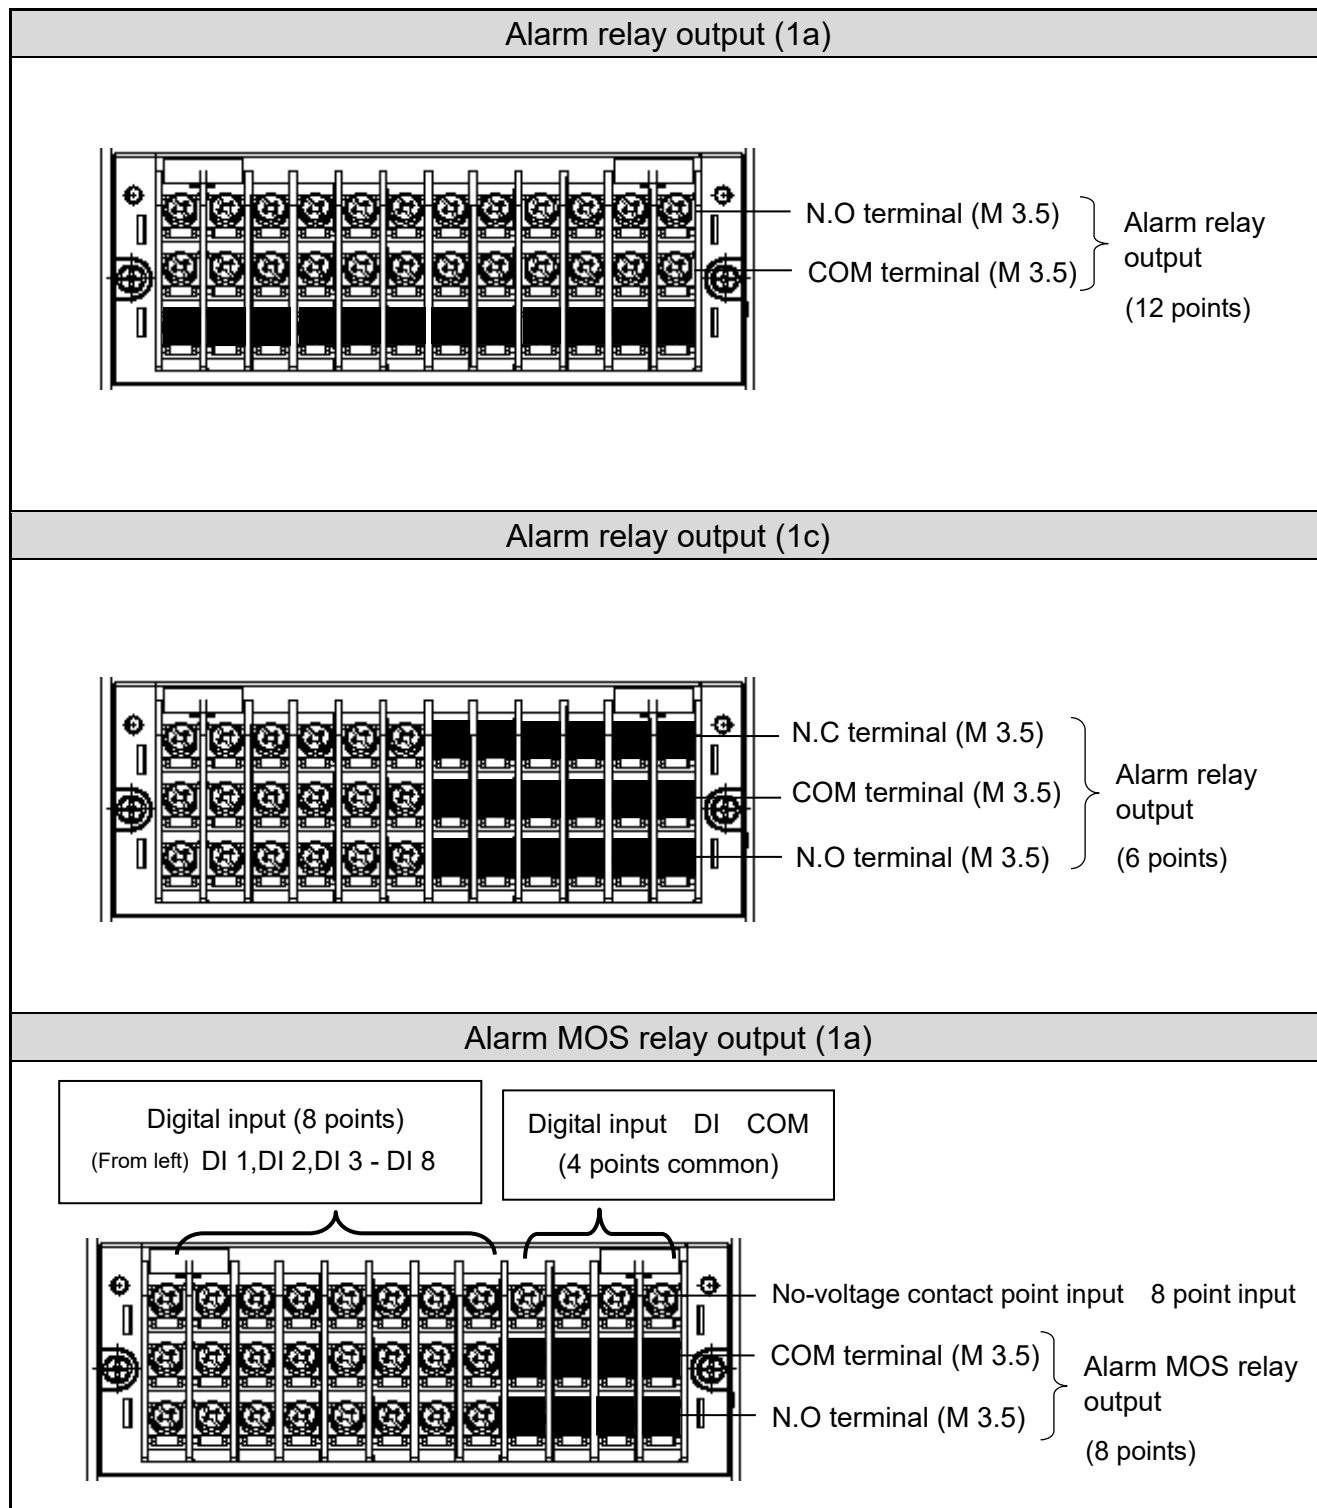 Alarm relay output (1a)
N.O terminal (M 3.5)
COM terminal (M 3.5)
Alarm relay
output
(12 points)
Alarm relay output (1c)
N.C terminal (M 3.5)
COM terminal (M 3.5)
N.O terminal (M 3.5)
Alarm relay
output
(6 points)
Alarm MOS relay output (1a)
Digital input (8 points)
(From left) DI 1,DI 2,DI 3 - DI 8
Digital input DI COM
(4 points common)
No-voltage contact point input 8 point input
COM terminal (M 3.5)
N.O terminal (M 3.5)
Alarm MOS relay
output
(8 points)